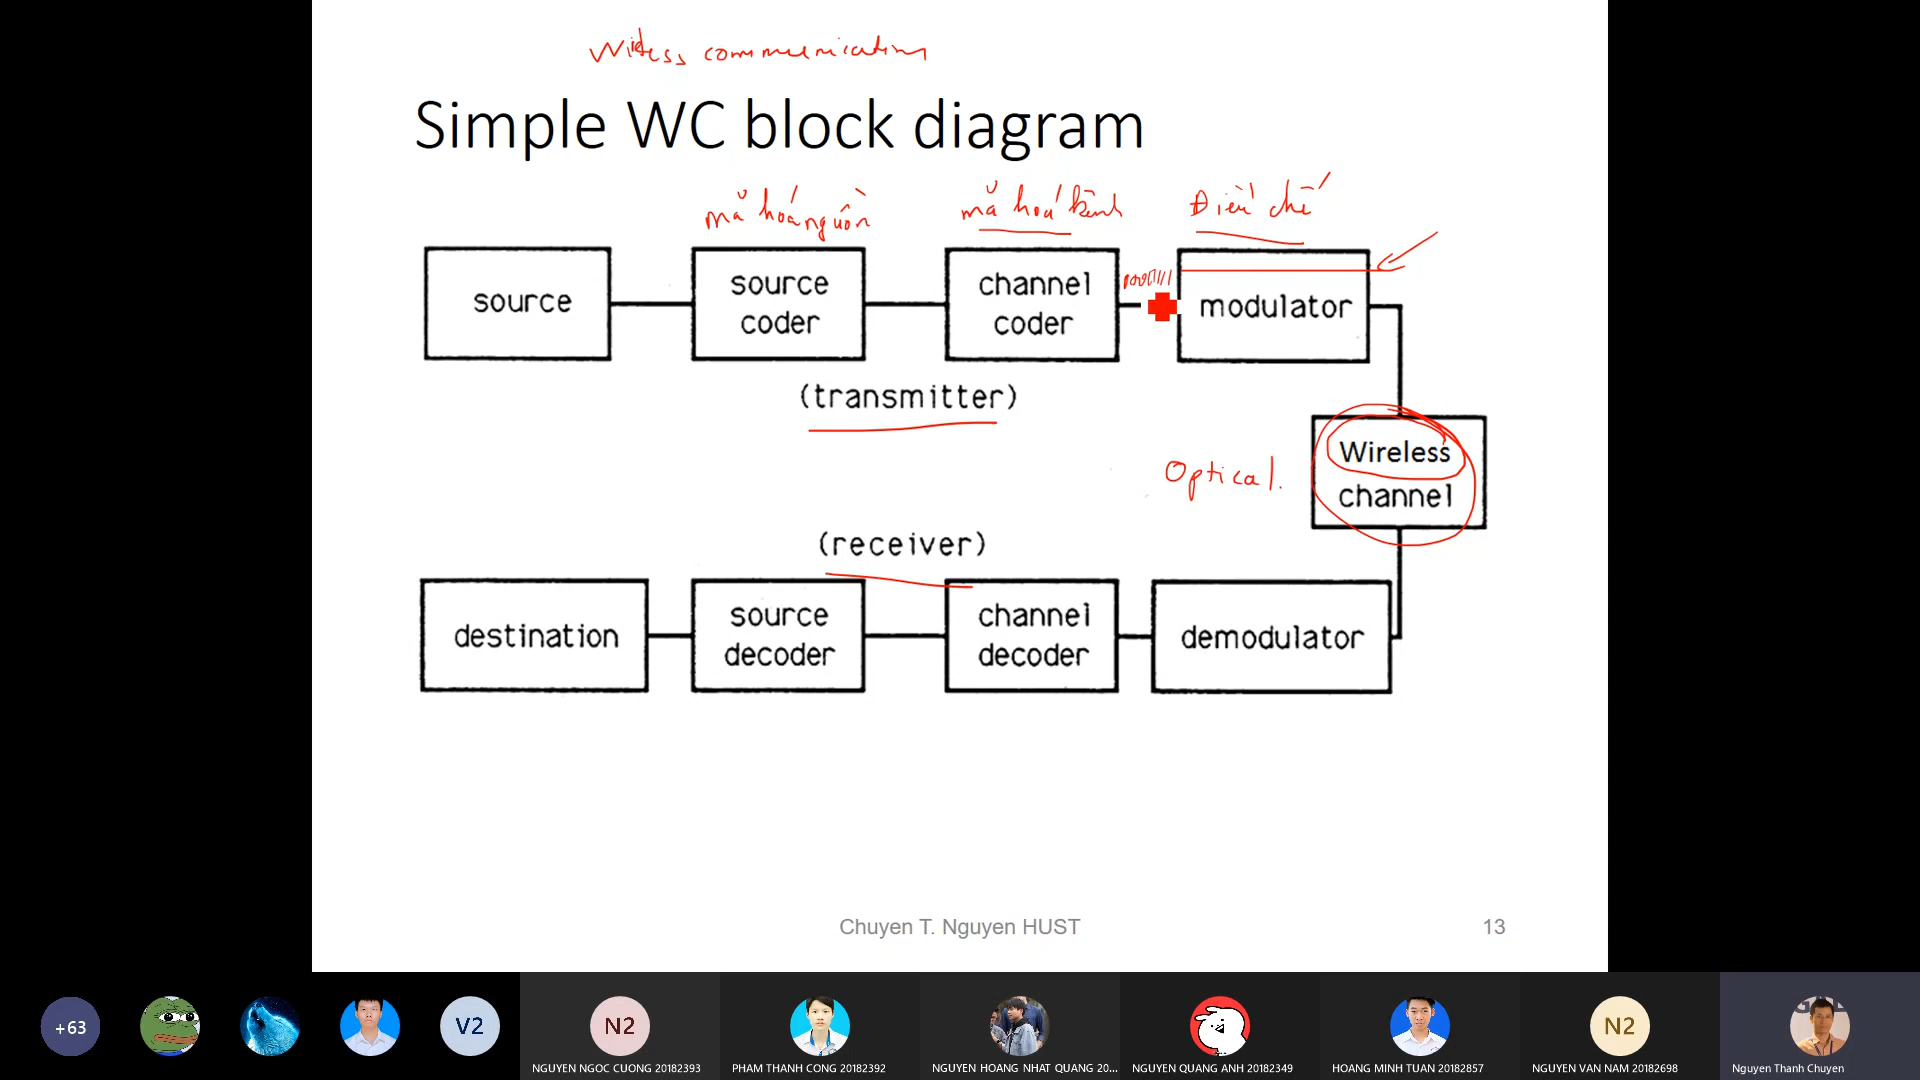 Wireless communication
Simple WC block diagram
mã hoá nguồn
mã hoá kênh
Điều chế
source
source
coder
channel
coder
modulator
(transmitter)
Optical.
Wireless
channel
(receiver)
destination
source
decoder
channel
decoder
demodulator
Chuyen T. Nguyen HUST
13
+63
V2
N2
NGUYEN NGOC CUONG 20182393
PHAM THANH CONG 20182392
NGUYEN HOANG NHAT QUANG 20...
NGUYEN QUANG ANH 20182349
HOANG MINH TUAN 20182857
N2
NGUYEN VAN NAM 20182698
Nguyen Thanh Chuyen